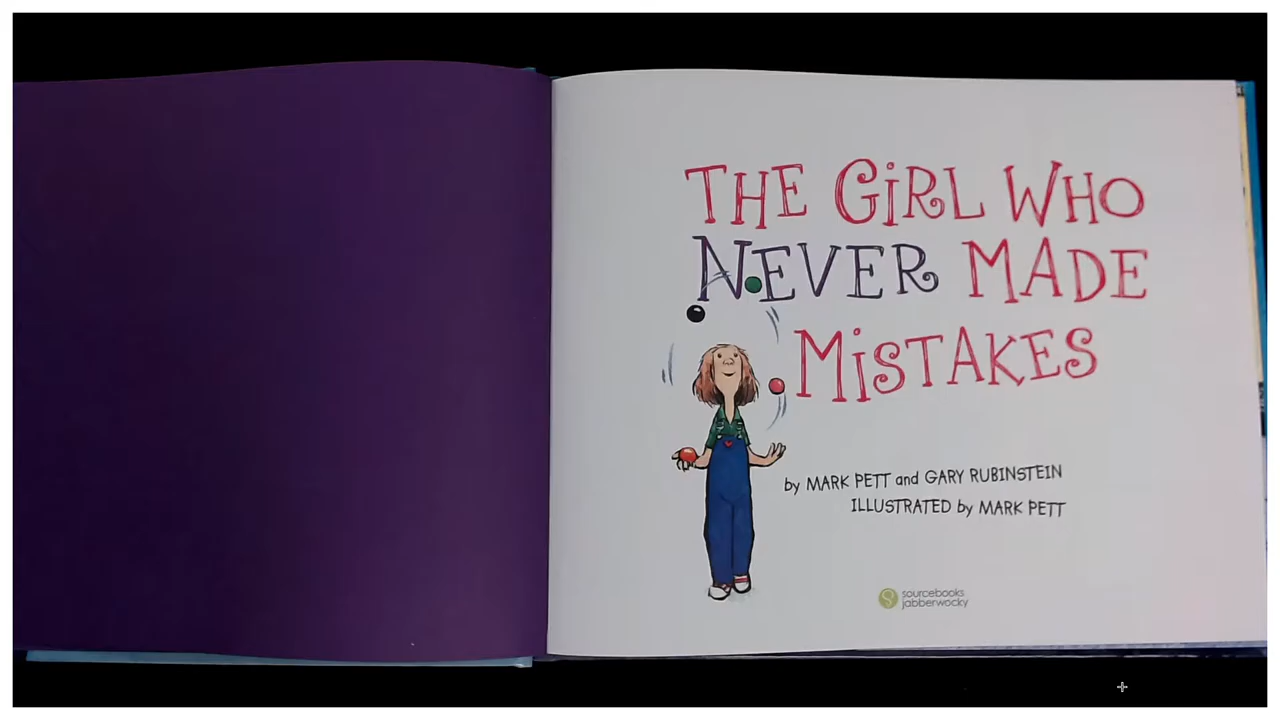 THE GiRL WHO
NEVER MADE
MiSTAKES
by MARK PETT and GARY RUBINSTEIN
ILLUSTRATED by MARK PETT
sourcebooks
jabberwocky